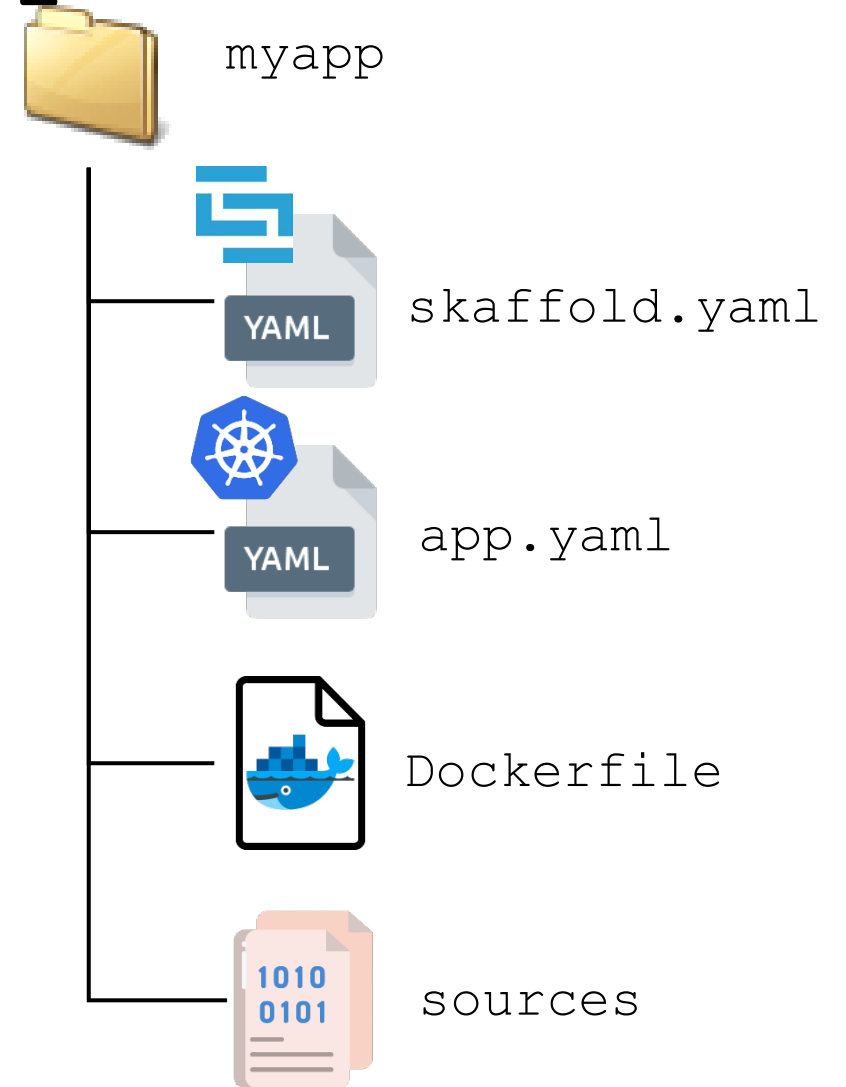 myapp
YAML
skaffold.yaml
YAML
app.yaml
Dockerfile
1010
0101
sources